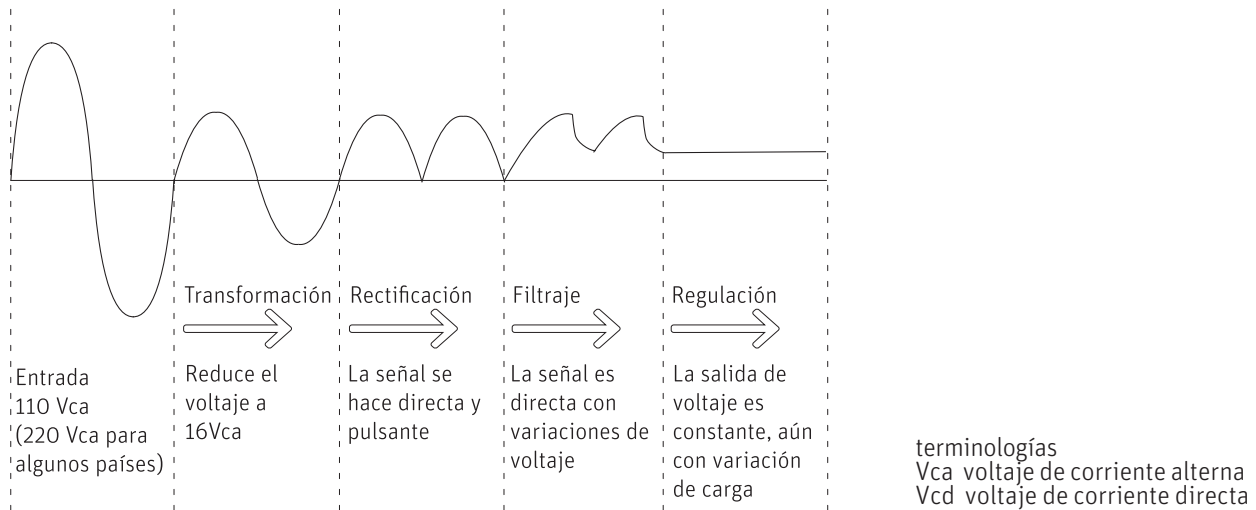 Transformación
Rectificación
Filtraje
Regulación
Entrada
110 Vca
(220 Vca para
algunos países)
Reduce el
voltaje a
16Vca
La señal se
hace directa y
pulsante
La señal es
directa con
variaciones de
voltaje
La salida de
voltaje es
constante, aún
con variación
de carga
terminologías
Vca voltaje de corriente alterna
Vcd voltaje de corriente directa